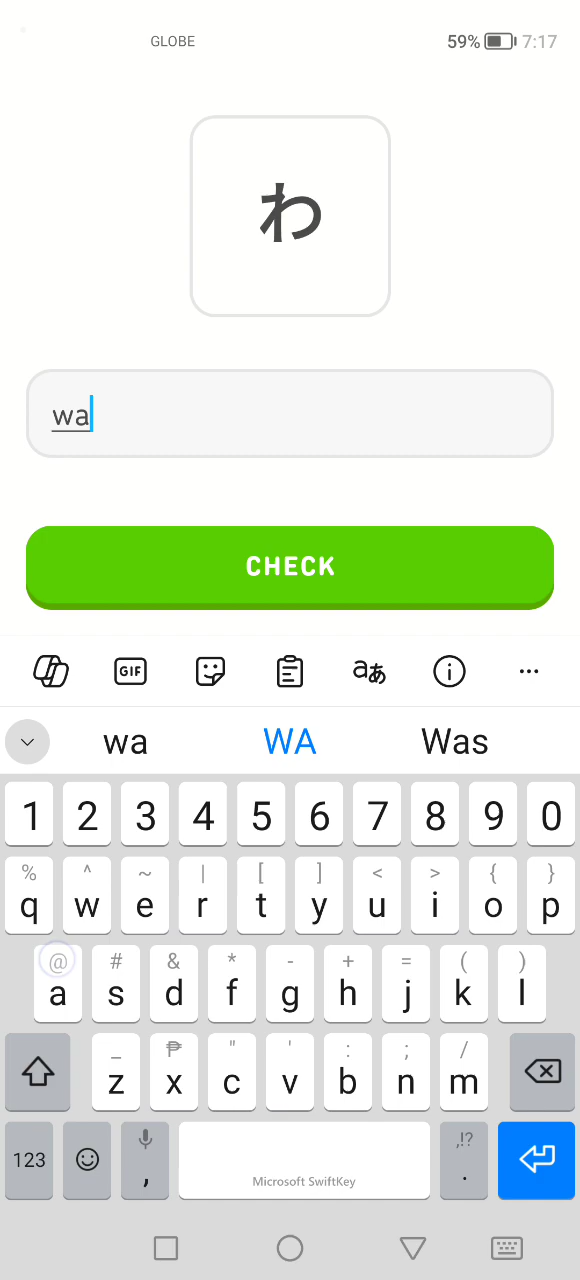 GLOBE 59% 7:17
わ
wa
CHECK
GIF aあ
wa WA Was
1 2 3 4 5 6 7 8 9 0
% ^ ~ | [ ] < > { }
q w e r t y u i o p
@ # & * - + = ( )
a s d f g h j k l
_ ₱ " ' : ; /
z x c v b n m
,!?
123 , Microsoft SwiftKey .